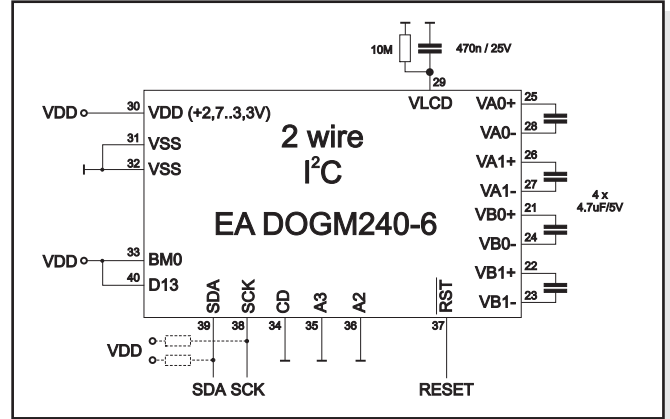 10M
470n / 25V
29
VLCD
VDD
30
VDD (+2,7..3,3V)
31
VSS
32
VSS
2 wire
I²C
EA DOGM240-6
VA0+
25
VA0-
28
VA1+
26
VA1-
27
VB0+
21
VB0-
24
VB1+
22
VB1-
23
4 x
4.7uF/5V
VDD
33
BM0
40
D13
SDA
SCK
CD
A3
A2
RST
39
38
34
35
36
37
VDD
SDA SCK
RESET